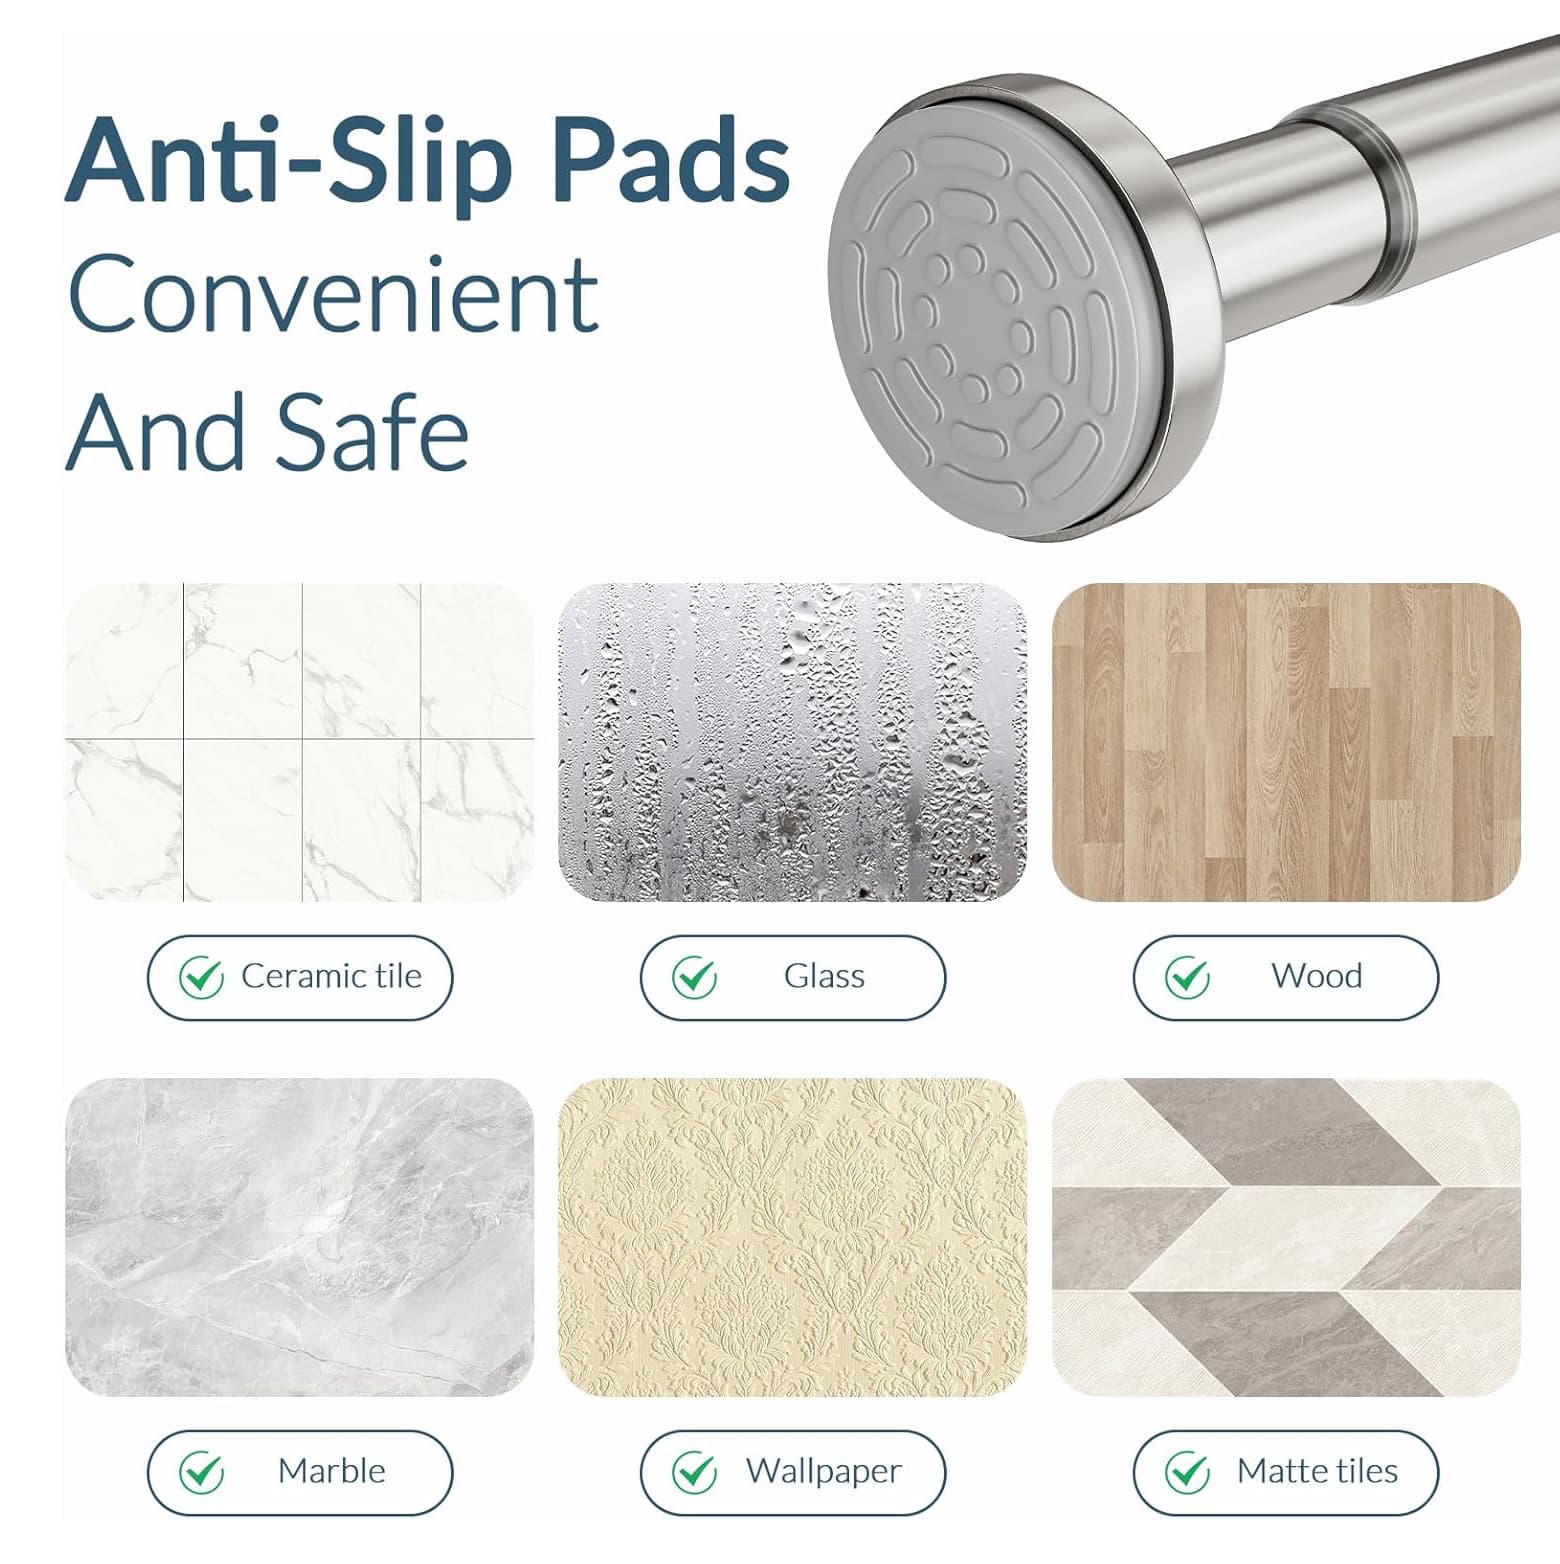 Anti-Slip Pads
Convenient
And Safe
Ceramic tile
Glass
Wood
Marble
Wallpaper
Matte tiles